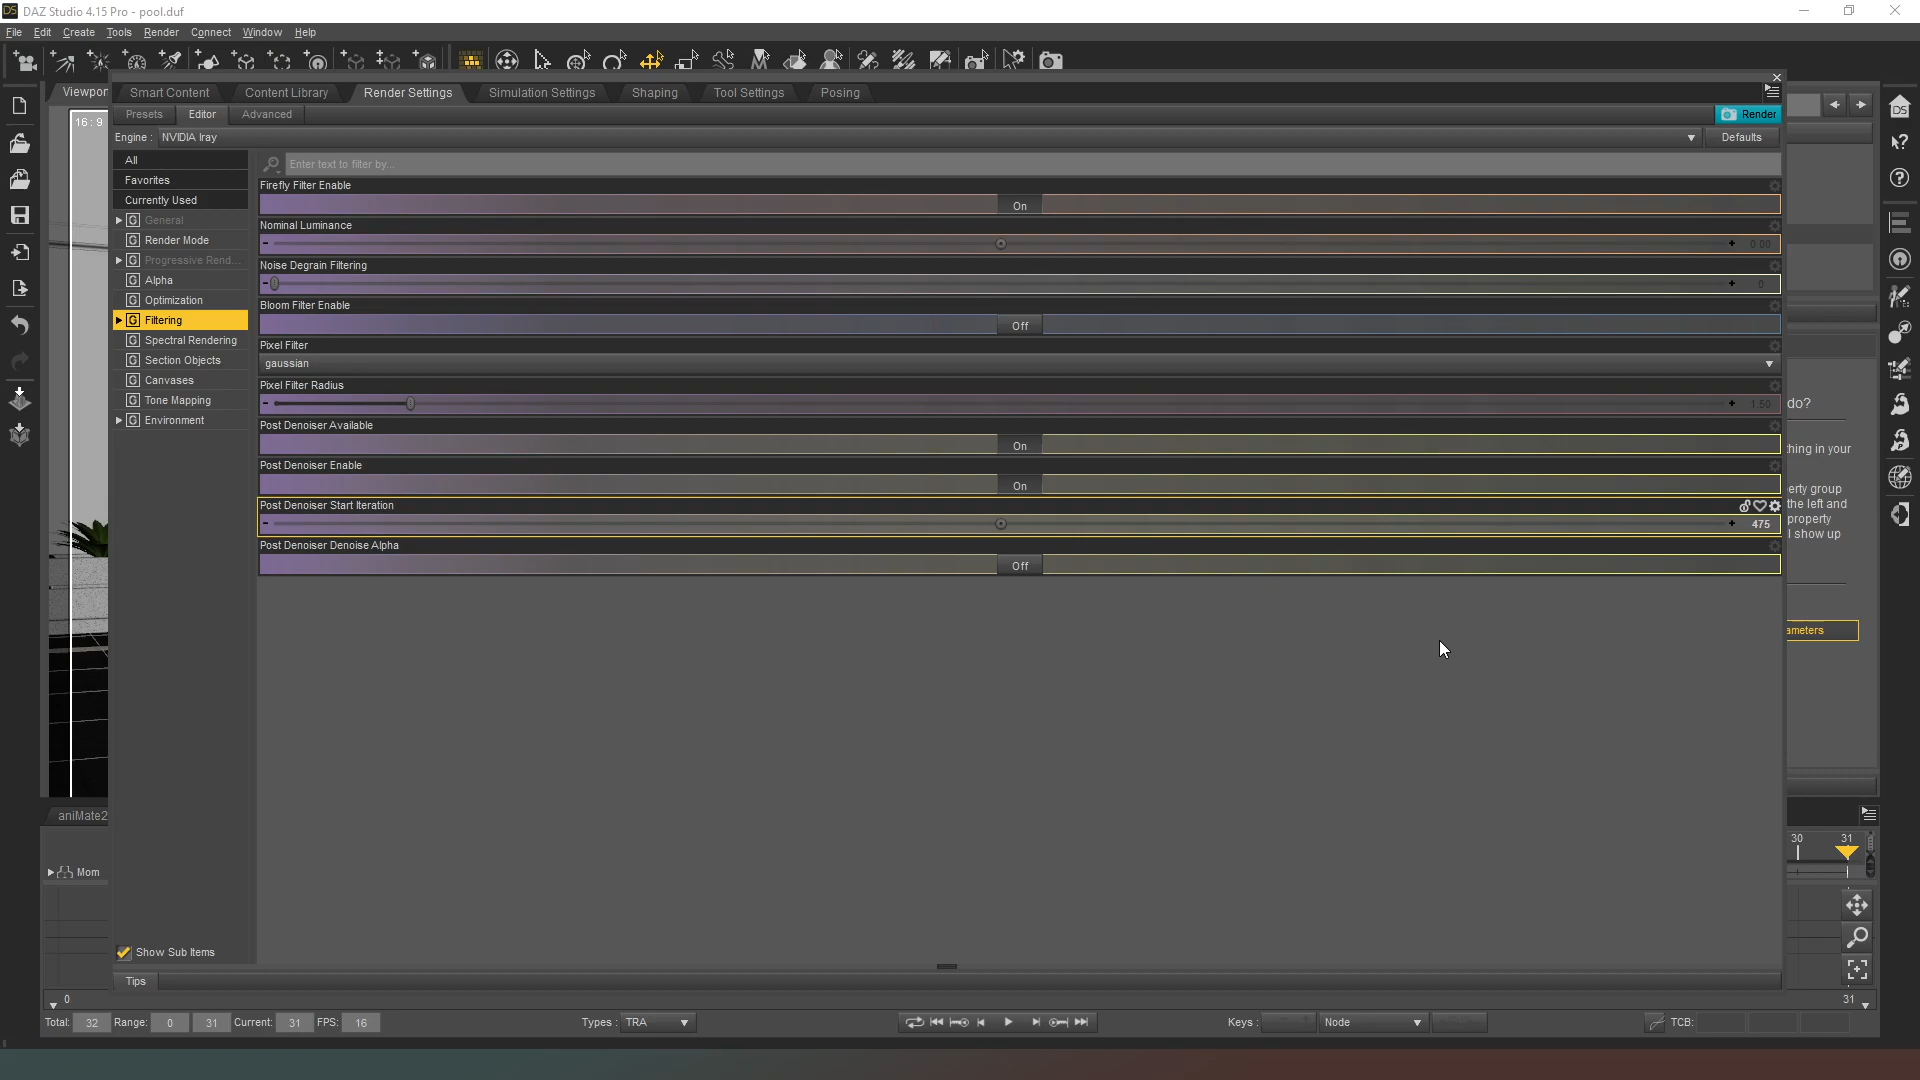 DAZ Studio 4.15 Pro - pool.duf
File Edit Create Tools Render Connect Window Help
Viewpor Smart Content Content Library Render Settings Simulation Settings Shaping Tool Settings Posing
Presets Editor Advanced Render
16 : 9
Engine : NVIDIA Iray Defaults
All
Enter text to filter by...
Favorites
Currently Used
General
Render Mode
Progressive Rend...
Alpha
Optimization
Filtering
Spectral Rendering
Section Objects
Canvases
Tone Mapping
Environment
Firefly Filter Enable
On
Nominal Luminance
0.00
Noise Degrain Filtering
0
Bloom Filter Enable
Off
Pixel Filter
gaussian
Pixel Filter Radius
1.50
Post Denoiser Available
On
Post Denoiser Enable
On
Post Denoiser Start Iteration
475
Post Denoiser Denoise Alpha
Off
do?
hing in your
erty group
the left and
property
l show up
ameters
aniMate2
30 31
Mom
Show Sub Items
Tips
0 31
Total: 32 Range: 0 31 Current: 31 FPS: 16 Types : TRA Keys : Node TCB: